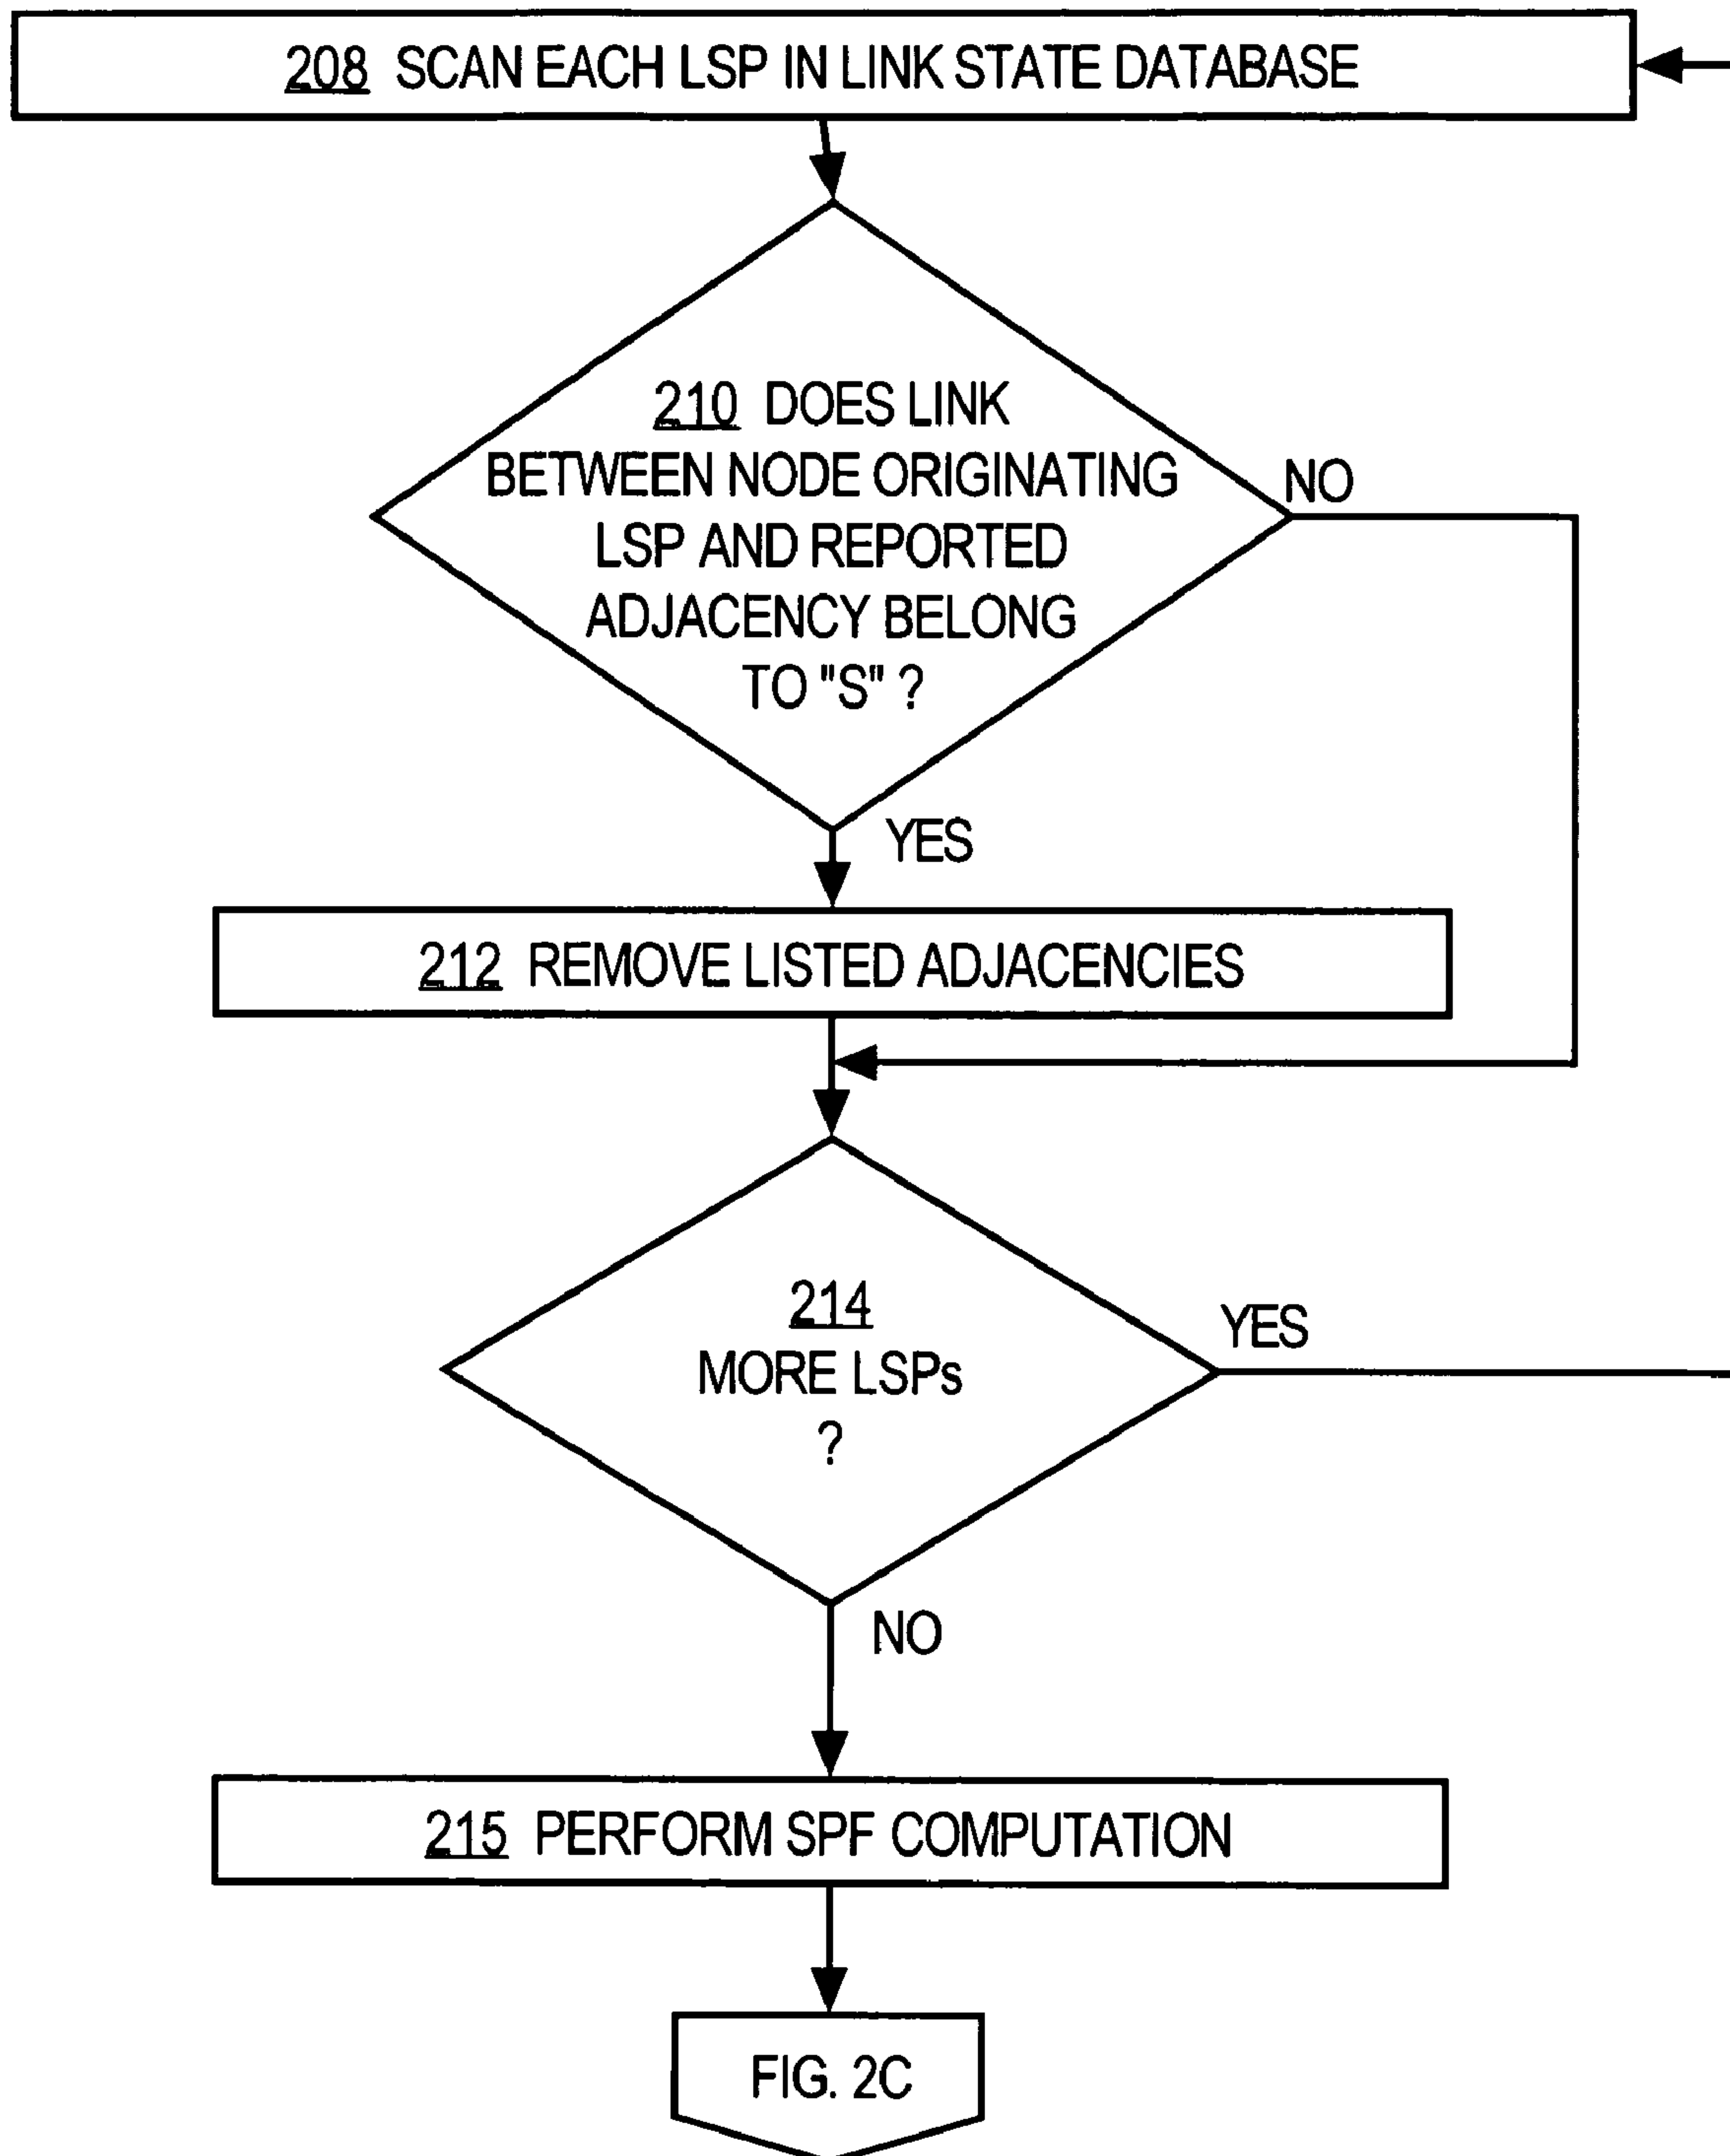 208 SCAN EACH LSP IN LINK STATE DATABASE
210 DOES LINK
BETWEEN NODE ORIGINATING
LSP AND REPORTED
ADJACENCY BELONG
TO "S" ?
NO
YES
212 REMOVE LISTED ADJACENCIES
214
MORE LSPs
?
YES
NO
215 PERFORM SPF COMPUTATION
FIG. 2C